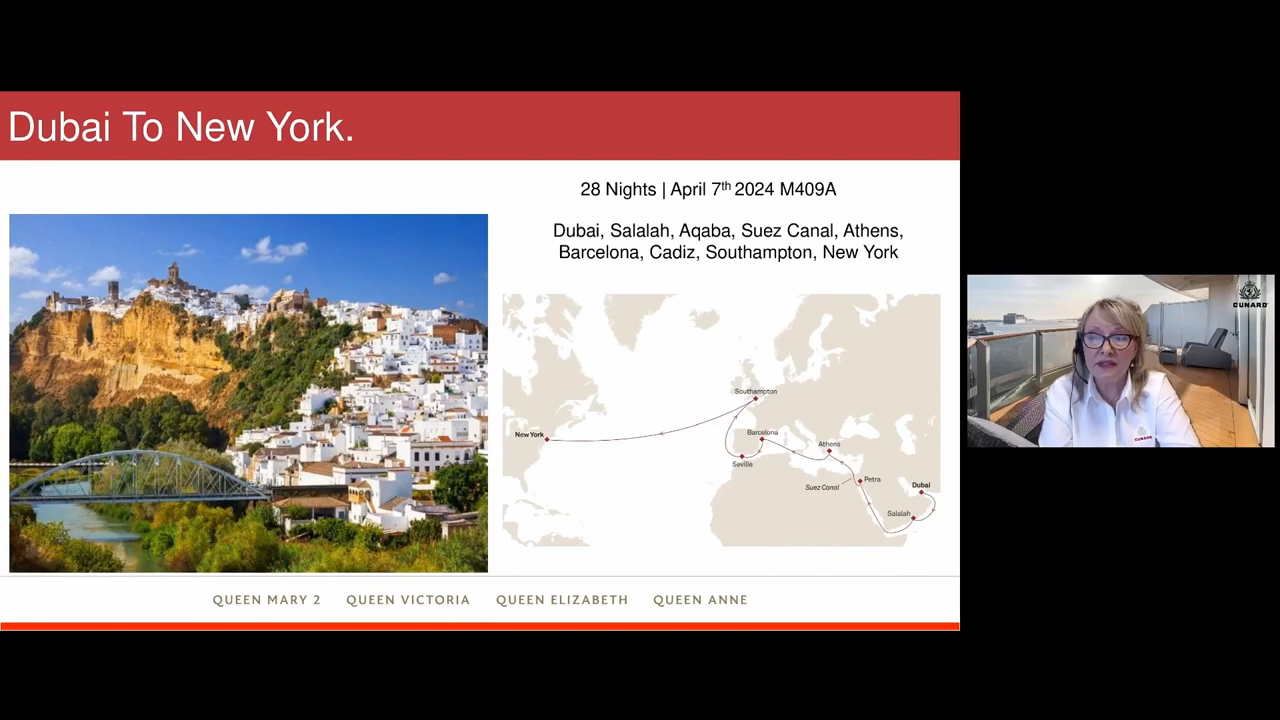 Dubai To New York.
28 Nights | April 7th 2024 M409A
Dubai, Salalah, Aqaba, Suez Canal, Athens,
Barcelona, Cadiz, Southampton, New York
Southampton
New York
Barcelona
Athens
Seville
Petra
Suez Canal
Dubai
Salalah
QUEEN MARY 2 QUEEN VICTORIA QUEEN ELIZABETH QUEEN ANNE
CUNARD
CUNARD